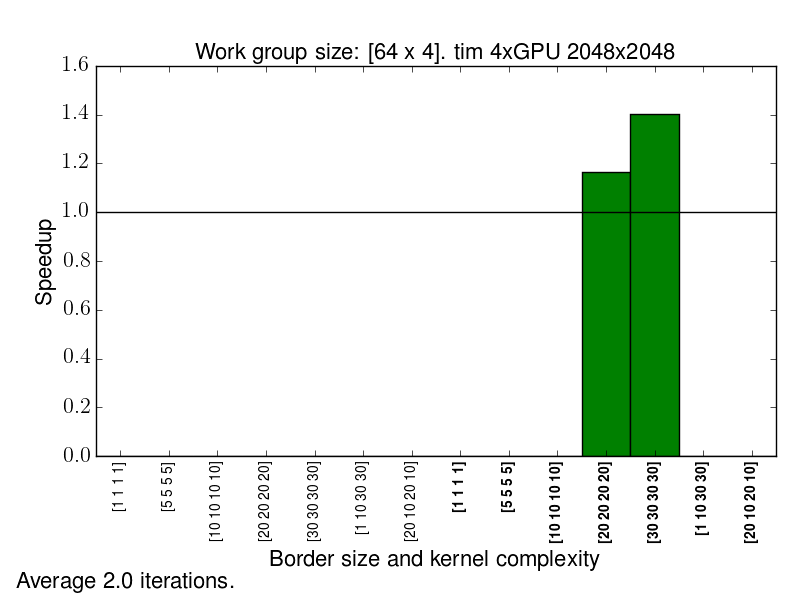 Work group size: [64 x 4]. tim 4xGPU 2048x2048
1.6
1.4
1.2
1.0
0.8
0.6
0.4
0.2
0.0
Speedup
[1 1 1 1]
[5 5 5 5]
[10 10 10 10]
[20 20 20 20]
[30 30 30 30]
[1 10 30 30]
[20 10 20 10]
[1 1 1 1]
[5 5 5 5]
[10 10 10 10]
[20 20 20 20]
[30 30 30 30]
[1 10 30 30]
[20 10 20 10]
Border size and kernel complexity
Average 2.0 iterations.